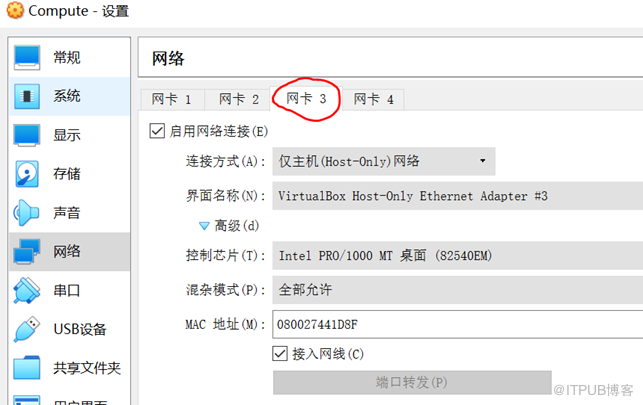 Compute - 设置
常规
系统
显示
存储
声音
网络
串口
USB设备
共享文件夹
用户界面
网络
网卡 1 网卡 2 网卡 3 网卡 4
启用网络连接(E)
连接方式(A): 仅主机(Host-Only)网络
界面名称(N): VirtualBox Host-Only Ethernet Adapter #3
高级(d)
控制芯片(T): Intel PRO/1000 MT 桌面 (82540EM)
混杂模式(P): 全部允许
MAC 地址(M): 080027441D8F
接入网线(C)
端口转发(P)
@ITPUB博客